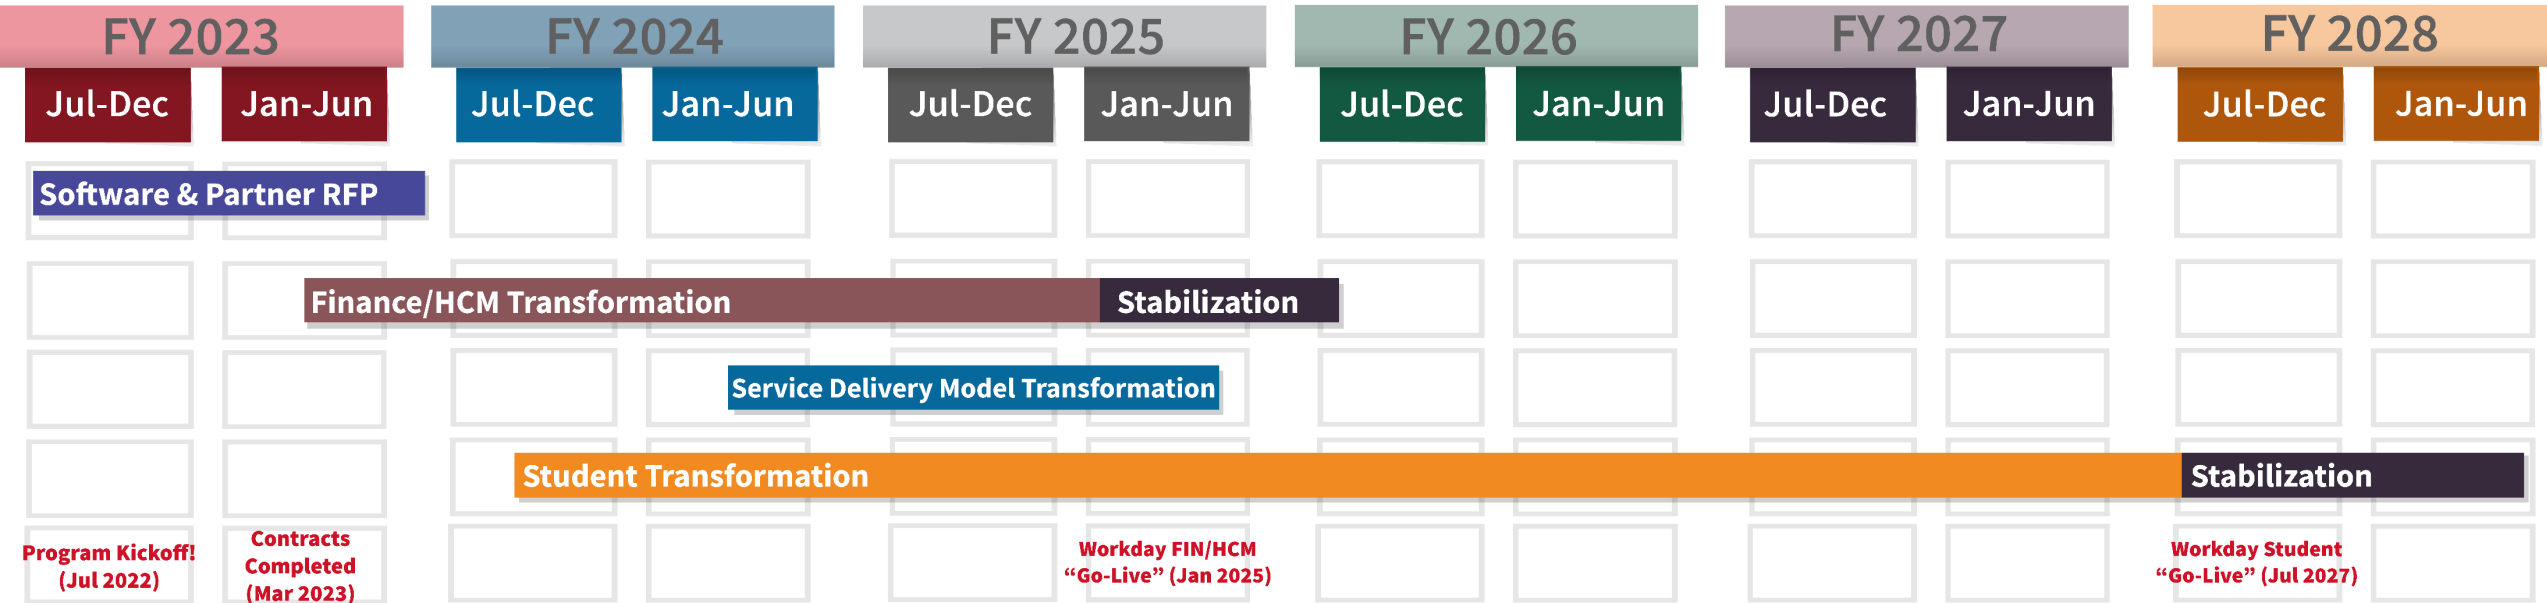 FY 2023 FY 2024 FY 2025 FY 2026 FY 2027 FY 2028
Jul-Dec Jan-Jun Jul-Dec Jan-Jun Jul-Dec Jan-Jun Jul-Dec Jan-Jun Jul-Dec Jan-Jun Jul-Dec Jan-Jun
Software & Partner RFP
Finance/HCM Transformation Stabilization
Service Delivery Model Transformation
Student Transformation Stabilization
Program Kickoff!
(Jul 2022)
Contracts
Completed
(Mar 2023)
Workday FIN/HCM
“Go-Live” (Jan 2025)
Workday Student
“Go-Live” (Jul 2027)